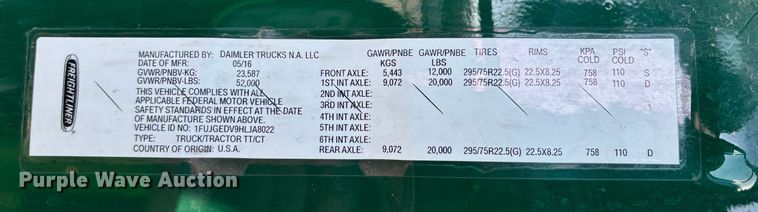 FREIGHTLINER
MANUFACTURED BY: DAIMLER TRUCKS N.A. LLC
DATE OF MFR: 05/16
GVWR/PNBV-KG: 23,587
GVWR/PNBV-LBS: 52,000
THIS VEHICLE COMPLIES WITH ALL
APPLICABLE FEDERAL MOTOR VEHICLE
SAFETY STANDARDS IN EFFECT AT THE DATE
OF MANUFACTURE SHOWN ABOVE.
VEHICLE ID NO: 1FUJGEDV9HLJA8022
TYPE: TRUCK/TRACTOR TT/CT
COUNTRY OF ORIGIN: U.S.A.
GAWR/PNBE GAWR/PNBE TIRES RIMS KPA PSI "S"
KGS LBS COLD COLD
FRONT AXLE: 5,443 12,000 295/75R22.5(G) 22.5X8.25 758 110 S
1ST INT AXLE: 9,072 20,000 295/75R22.5(G) 22.5X8.25 758 110 D
2ND INT AXLE:
3RD INT AXLE:
4TH INT AXLE:
5TH INT AXLE:
6TH INT AXLE:
REAR AXLE: 9,072 20,000 295/75R22.5(G) 22.5X8.25 758 110 D
Purple Wave Auction